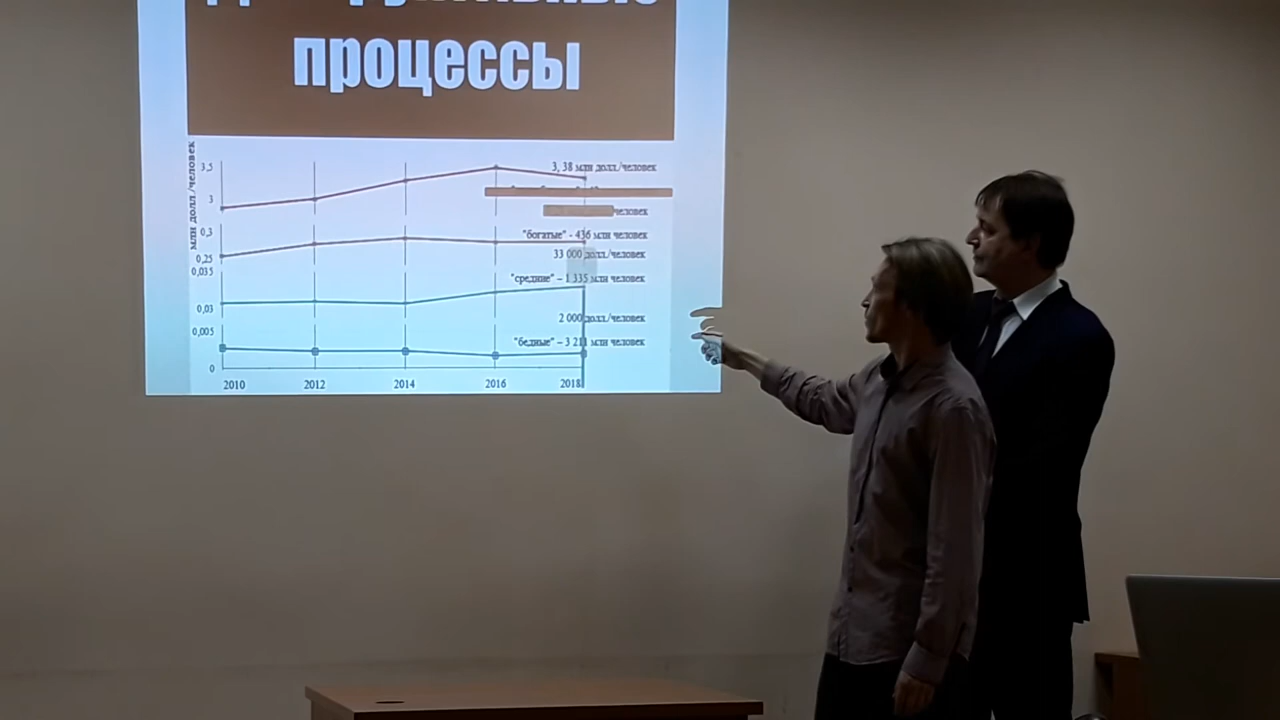 процессы
млн долл./человек
3,5
3, 38 млн долл./человек
3
человек
0,3
"богатые" - 436 млн человек
33 000 долл./человек
0,25
0,035
"средние" – 1 335 млн человек
0,03
2 000 долл./человек
0,005
"бедные" – 3 211 млн человек
0
2010 2012 2014 2016 2018